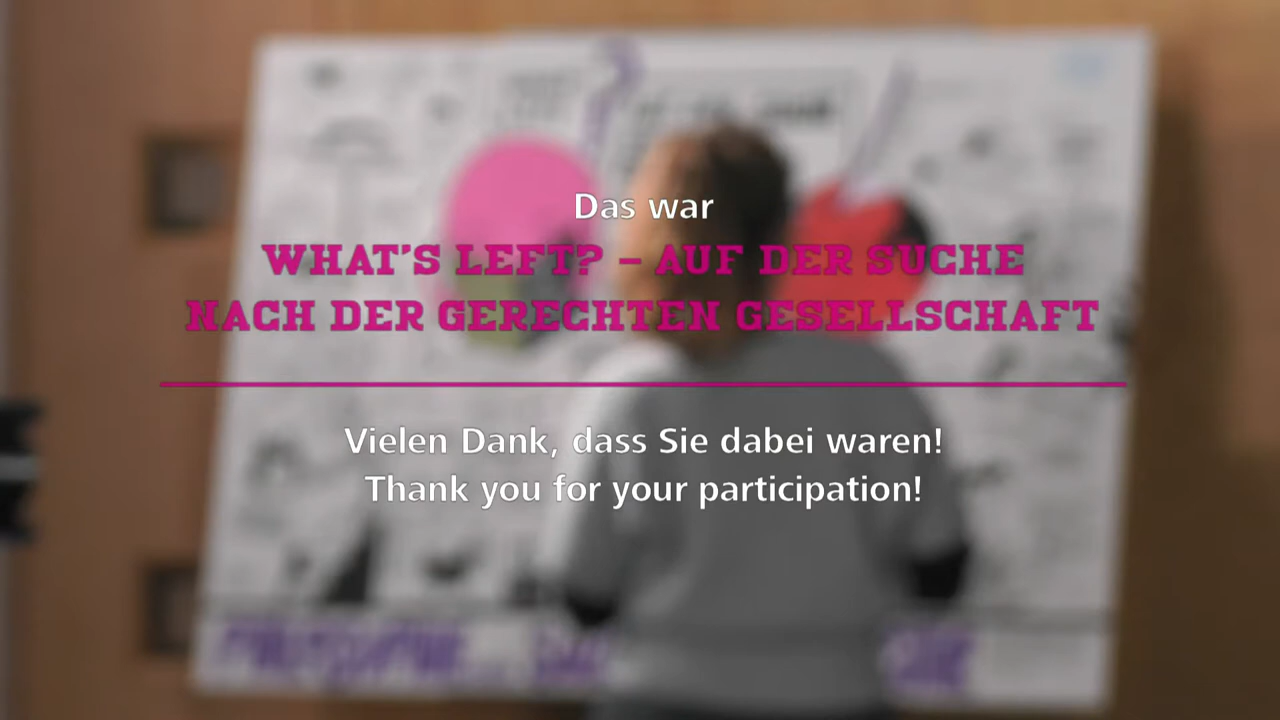 Das war
WHAT'S LEFT? – AUF DER SUCHE
NACH DER GERECHTEN GESELLSCHAFT
Vielen Dank, dass Sie dabei waren!
Thank you for your participation!